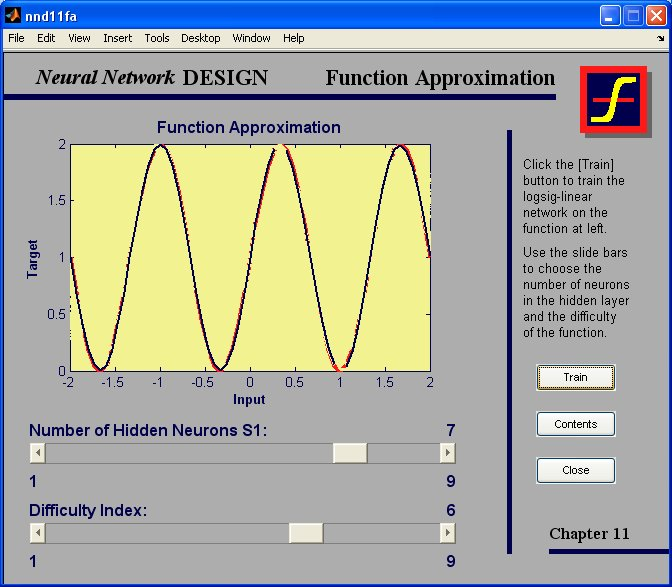 nnd11fa
File Edit View Insert Tools Desktop Window Help
Neural Network DESIGN Function Approximation
Function Approximation
2
1.5
1
0.5
0
Target
-2 -1.5 -1 -0.5 0 0.5 1 1.5 2
Input
Click the [Train]
button to train the
logsig-linear
network on the
function at left.
Use the slide bars
to choose the
number of neurons
in the hidden layer
and the difficulty
of the function.
Train
Contents
Close
Number of Hidden Neurons S1: 7
1 9
Difficulty Index: 6
1 9
Chapter 11